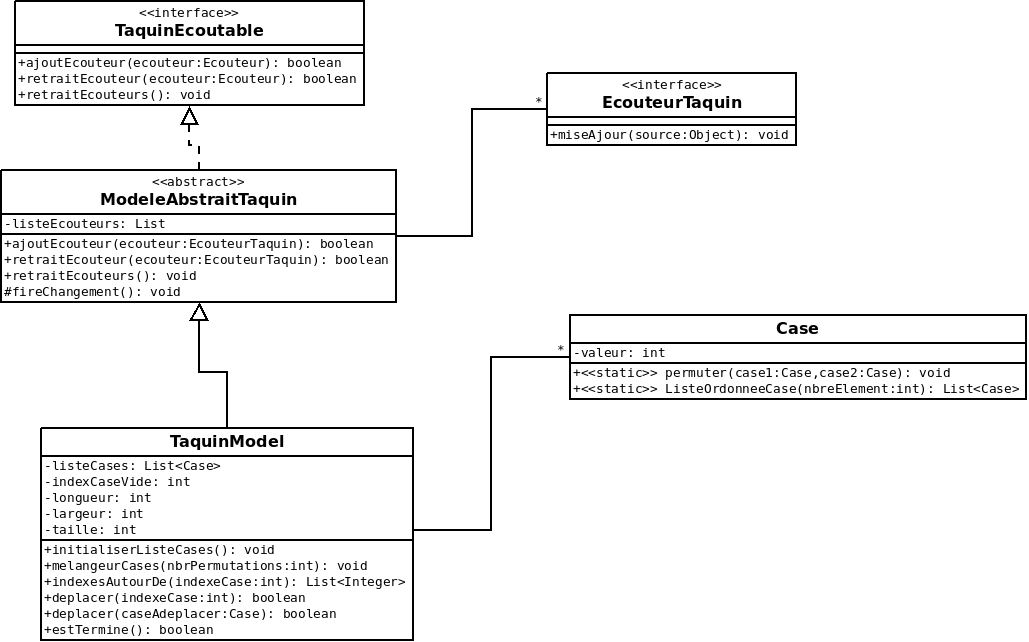 <<interface>>
TaquinEcoutable
+ajoutEcouteur(ecouteur:Ecouteur): boolean
+retraitEcouteur(ecouteur:Ecouteur): boolean
+retraitEcouteurs(): void
<<interface>>
EcouteurTaquin
+miseAjour(source:Object): void
*
<<abstract>>
ModeleAbstraitTaquin
-listeEcouteurs: List
+ajoutEcouteur(ecouteur:EcouteurTaquin): boolean
+retraitEcouteur(ecouteur:EcouteurTaquin): boolean
+retraitEcouteurs(): void
#fireChangement(): void
Case
-valeur: int
+<<static>> permuter(case1:Case,case2:Case): void
+<<static>> ListeOrdonneeCase(nbreElement:int): List<Case>
*
TaquinModel
-listeCases: List<Case>
-indexCaseVide: int
-longueur: int
-largeur: int
-taille: int
+initialiserListeCases(): void
+melangeurCases(nbrPermutations:int): void
+indexesAutourDe(indexeCase:int): List<Integer>
+deplacer(indexeCase:int): boolean
+deplacer(caseAdeplacer:Case): boolean
+estTermine(): boolean